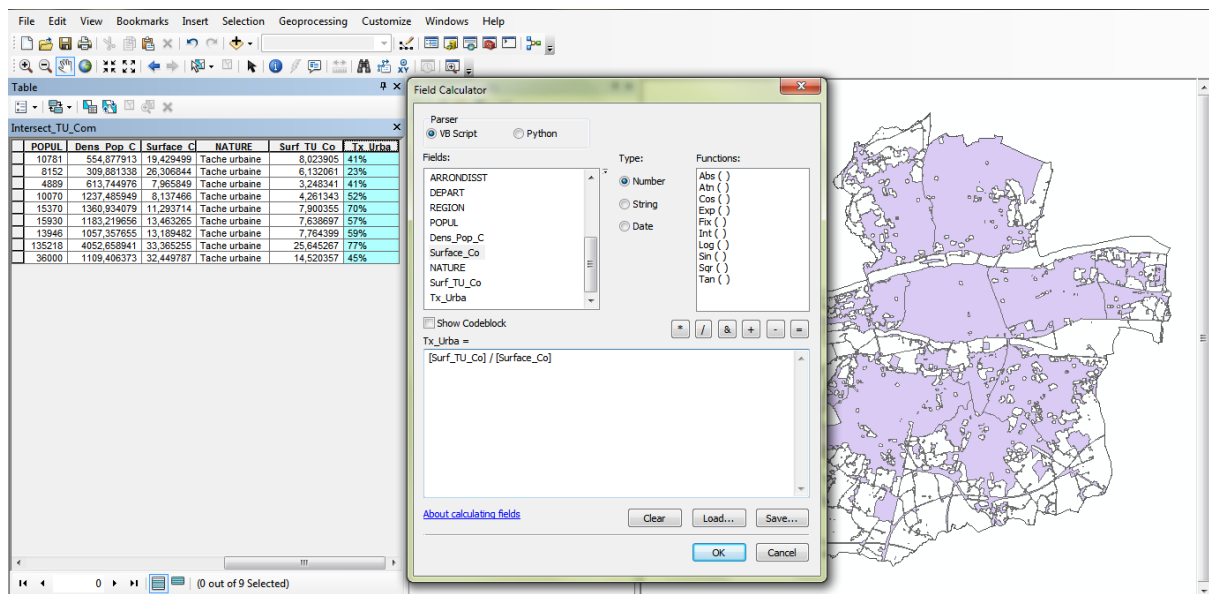 File Edit View Bookmarks Insert Selection Geoprocessing Customize Windows Help
Table
Intersect_TU_Com
POPUL Dens_Pop_C Surface_C NATURE Surf_TU_Co Tx_Urba
10781 554,877913 19,429499 Tache urbaine 8,023905 41%
8152 309,881338 26,306844 Tache urbaine 6,132061 23%
4889 613,744976 7,965849 Tache urbaine 3,248341 41%
10070 1237,485949 8,137466 Tache urbaine 4,261343 52%
15370 1360,934079 11,293714 Tache urbaine 7,900355 70%
15930 1183,219656 13,463265 Tache urbaine 7,638697 57%
13946 1057,357655 13,189482 Tache urbaine 7,764399 59%
135218 4052,658941 33,365255 Tache urbaine 25,645267 77%
36000 1109,406373 32,449787 Tache urbaine 14,520357 45%
0 (0 out of 9 Selected)
Field Calculator
Parser
VB Script Python
Fields: Type: Functions:
ARRONDISST
DEPART
REGION
POPUL
Dens_Pop_C
Surface_Co
NATURE
Surf_TU_Co
Tx_Urba
Number
String
Date
Abs ( )
Atn ( )
Cos ( )
Exp ( )
Fix ( )
Int ( )
Log ( )
Sin ( )
Sqr ( )
Tan ( )
Show Codeblock
* / & + - =
Tx_Urba =
[Surf_TU_Co] / [Surface_Co]
About calculating fields
Clear Load... Save...
OK Cancel